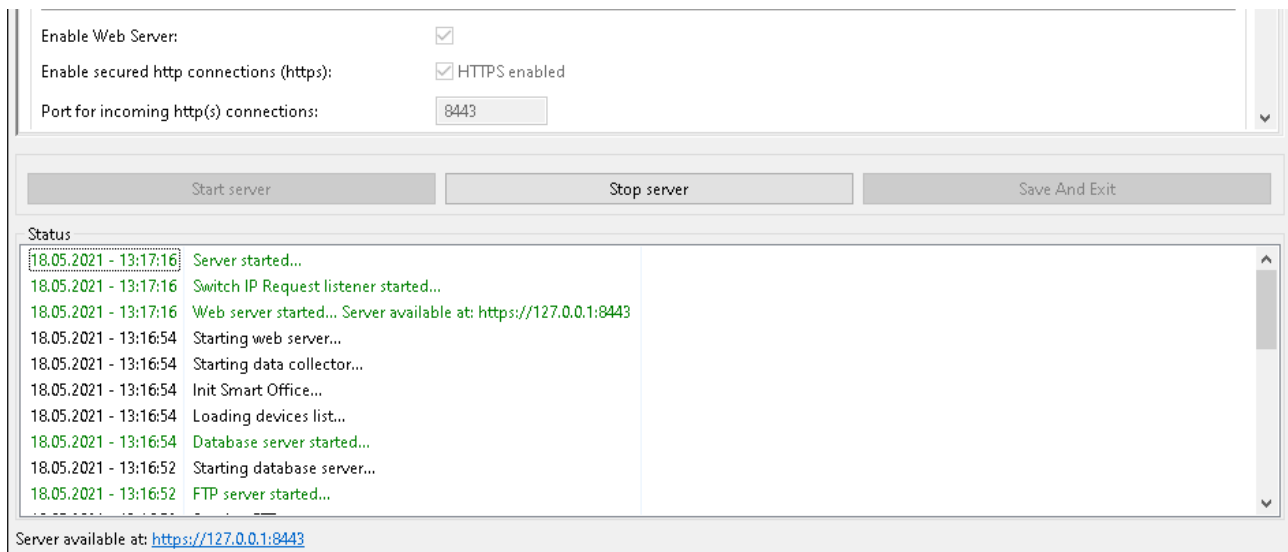 Enable Web Server:
Enable secured http connections (https): HTTPS enabled
Port for incoming http(s) connections: 8443
Start server Stop server Save And Exit
Status
18.05.2021 - 13:17:16 Server started...
18.05.2021 - 13:17:16 Switch IP Request listener started...
18.05.2021 - 13:17:16 Web server started... Server available at: https://127.0.0.1:8443
18.05.2021 - 13:16:54 Starting web server...
18.05.2021 - 13:16:54 Starting data collector...
18.05.2021 - 13:16:54 Init Smart Office...
18.05.2021 - 13:16:54 Loading devices list...
18.05.2021 - 13:16:54 Database server started...
18.05.2021 - 13:16:52 Starting database server...
18.05.2021 - 13:16:52 FTP server started...
Server available at: https://127.0.0.1:8443